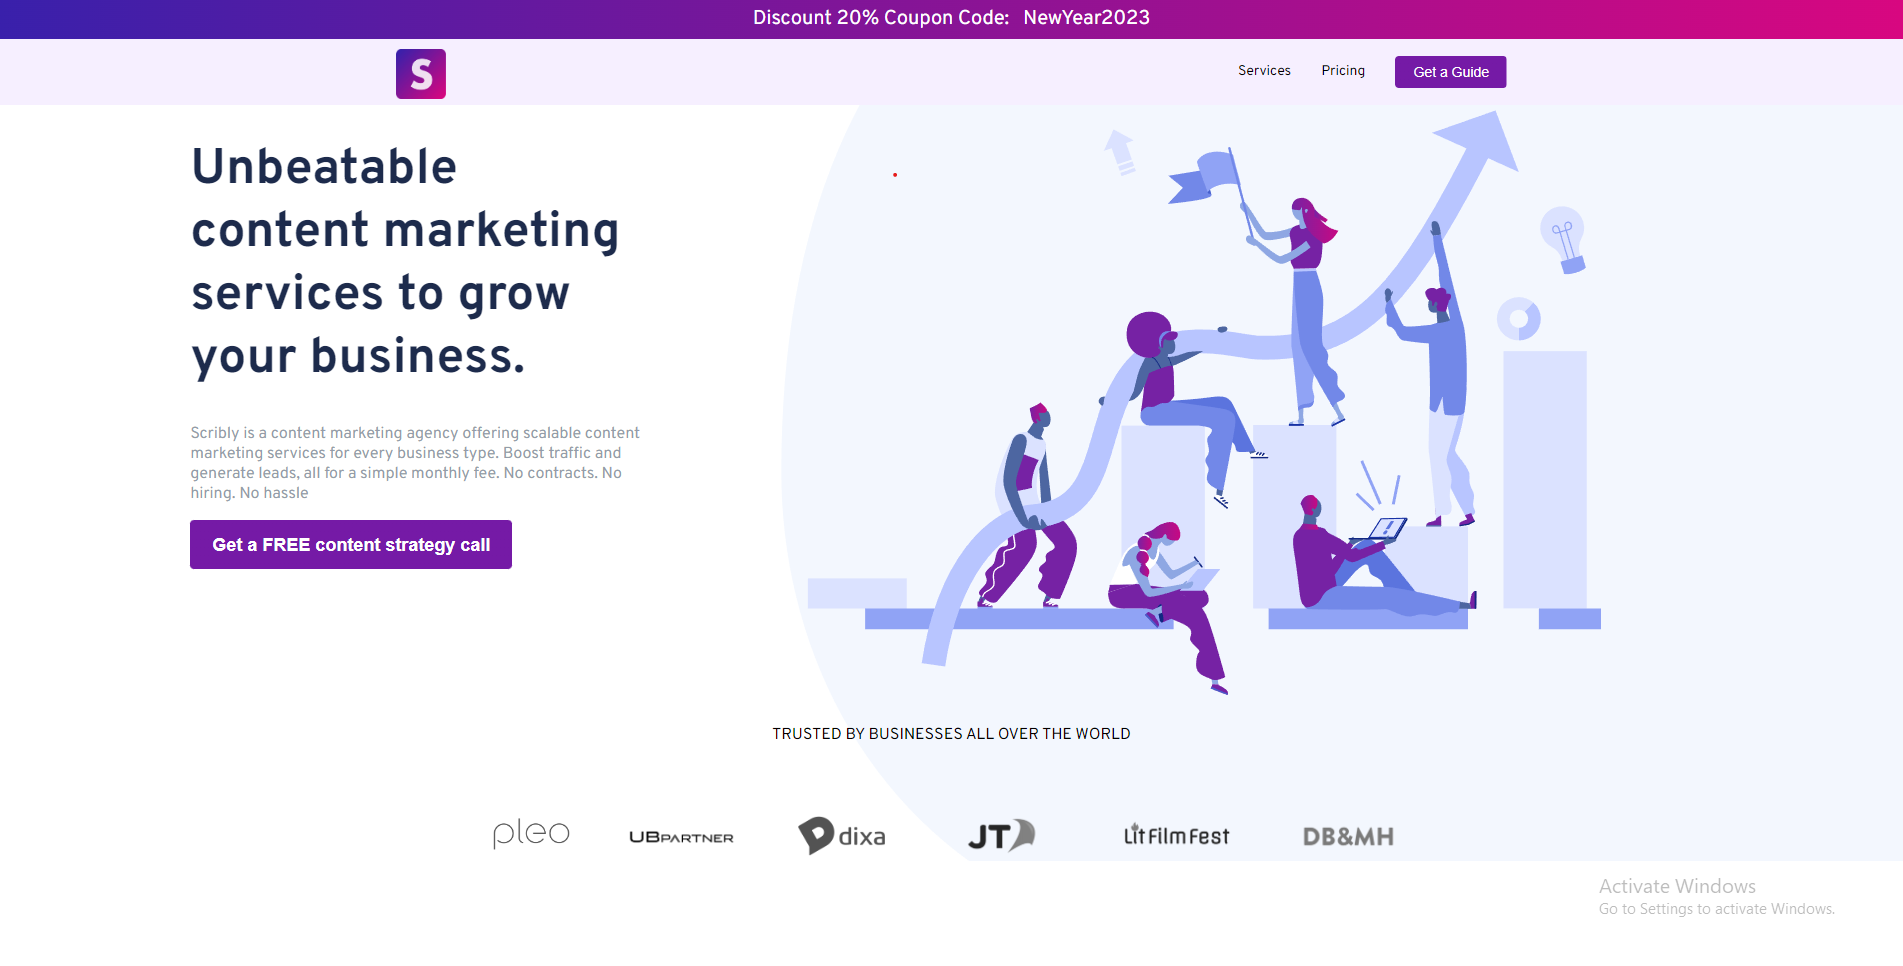 Discount 20% Coupon Code: NewYear2023
S
Services Pricing Get a Guide
Unbeatable
content marketing
services to grow
your business.
Scribly is a content marketing agency offering scalable content
marketing services for every business type. Boost traffic and
generate leads, all for a simple monthly fee. No contracts. No
hiring. No hassle
Get a FREE content strategy call
TRUSTED BY BUSINESSES ALL OVER THE WORLD
pleo UBPARTNER dixa JT LitFilmFest DB&MH
Activate Windows
Go to Settings to activate Windows.